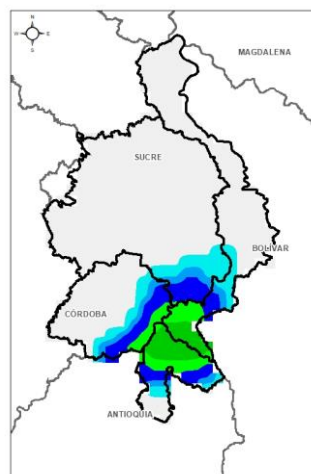 N
W E
S
MAGDALENA
SUCRE
BOLIVAR
CÓRDOBA
ANTIOQUIA